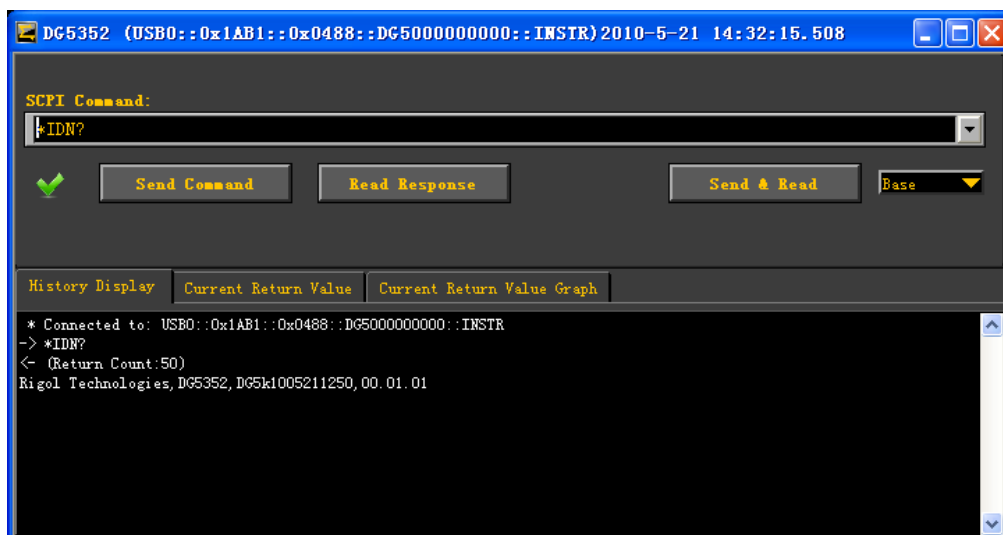 DG5352 (USB0::0x1AB1::0x0488::DG5000000000::INSTR)2010-5-21 14:32:15.508
SCPI Command:
*IDN?
Send Command Read Response Send & Read Base
History Display Current Return Value Current Return Value Graph
* Connected to: USB0::0x1AB1::0x0488::DG5000000000::INSTR
-> *IDN?
<- (Return Count:50)
Rigol Technologies,DG5352,DG5k1005211250,00.01.01